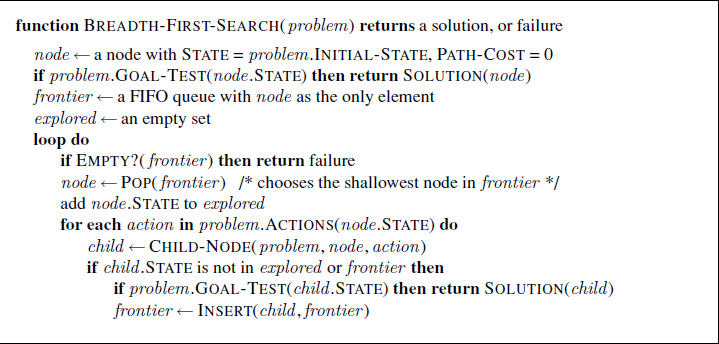 function BREADTH-FIRST-SEARCH(problem) returns a solution, or failure
node ← a node with STATE = problem.INITIAL-STATE, PATH-COST = 0
if problem.GOAL-TEST(node.STATE) then return SOLUTION(node)
frontier ← a FIFO queue with node as the only element
explored ← an empty set
loop do
if EMPTY?(frontier) then return failure
node ← POP(frontier) /* chooses the shallowest node in frontier */
add node.STATE to explored
for each action in problem.ACTIONS(node.STATE) do
child ← CHILD-NODE(problem, node, action)
if child.STATE is not in explored or frontier then
if problem.GOAL-TEST(child.STATE) then return SOLUTION(child)
frontier ← INSERT(child, frontier)